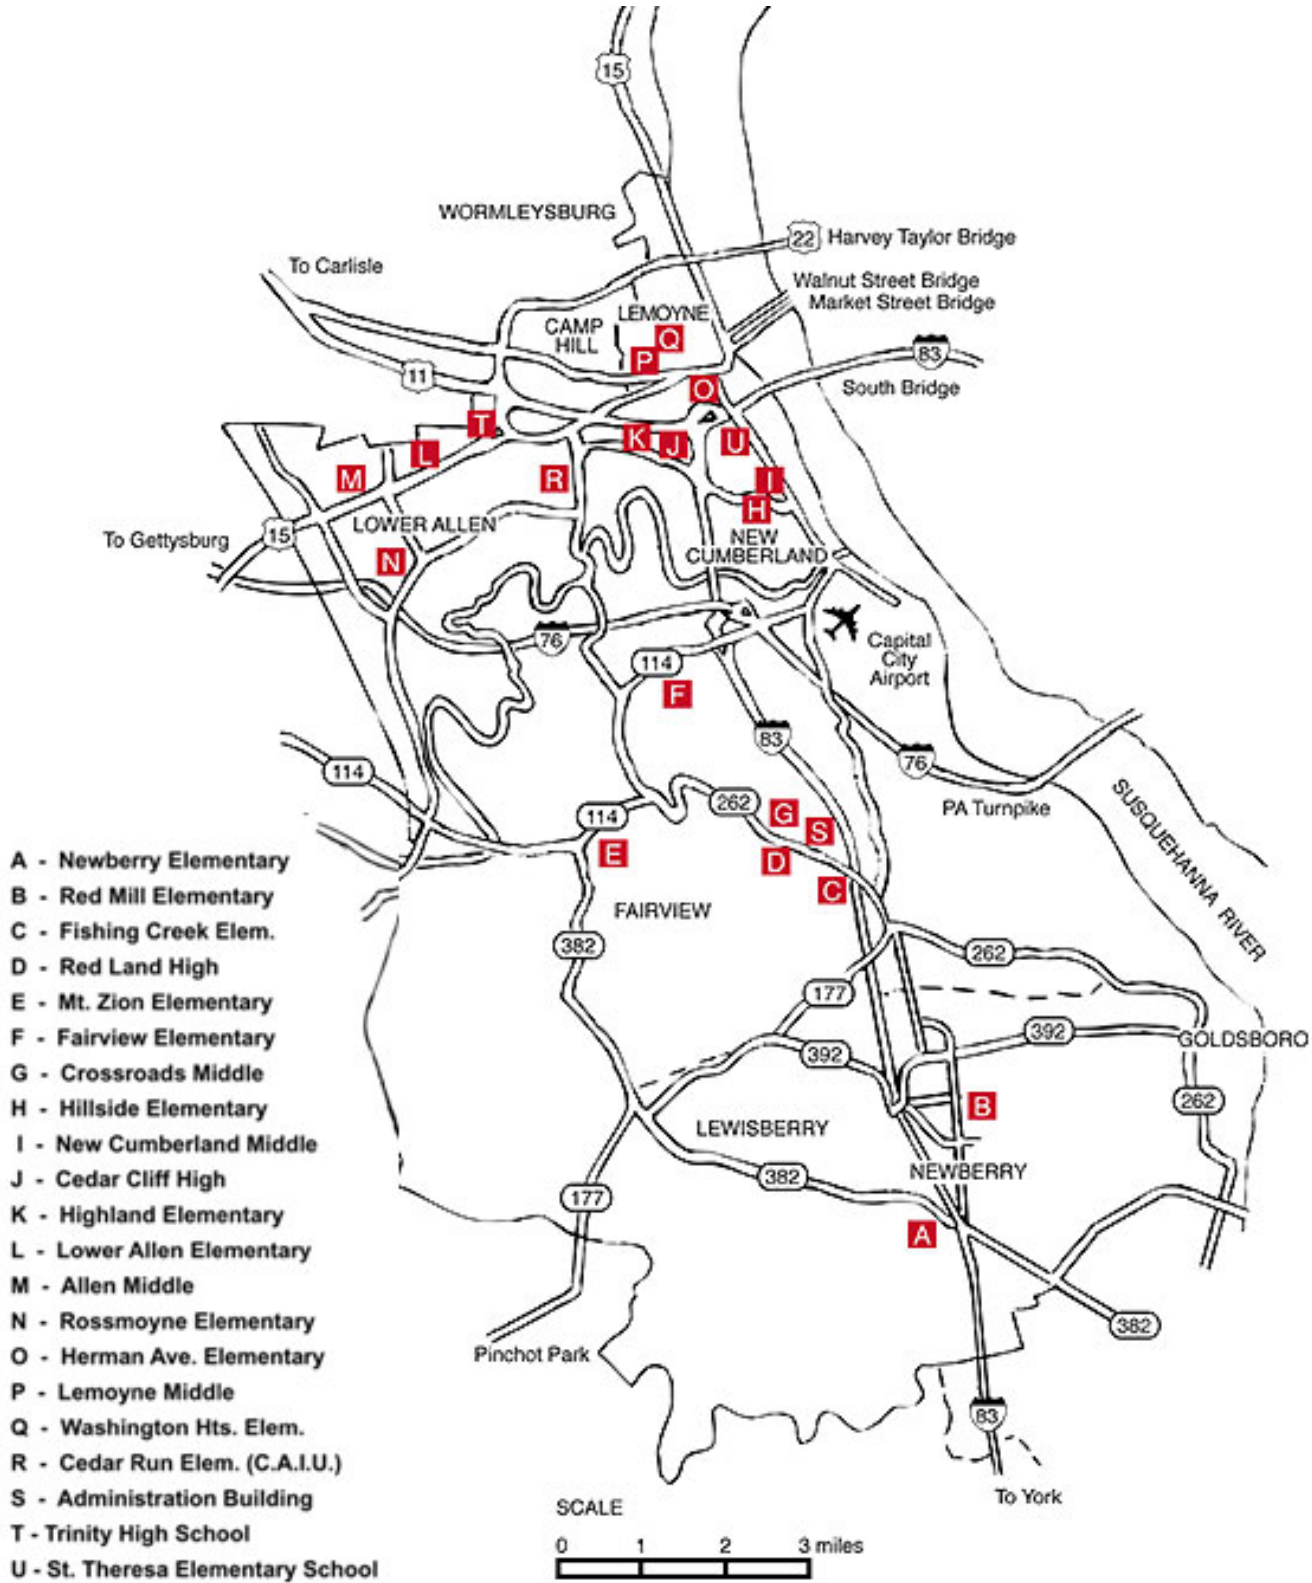 15
WORMLEYSBURG
22 Harvey Taylor Bridge
To Carlisle
Walnut Street Bridge
Market Street Bridge
LEMOYNE
CAMP
HILL
Q
P
83
11
South Bridge
O
T
K
J
U
L
M
R
I
H
To Gettysburg
15
LOWER ALLEN
NEW
CUMBERLAND
N
76
Capital
City
Airport
114
F
83
76
114
PA Turnpike
SUSQUEHANNA RIVER
262
114
G
S
E
D
C
FAIRVIEW
382
262
177
392
392
GOLDSBORO
262
B
LEWISBERRY
NEWBERRY
382
177
A
382
Pinchot Park
83
To York
A - Newberry Elementary
B - Red Mill Elementary
C - Fishing Creek Elem.
D - Red Land High
E - Mt. Zion Elementary
F - Fairview Elementary
G - Crossroads Middle
H - Hillside Elementary
I - New Cumberland Middle
J - Cedar Cliff High
K - Highland Elementary
L - Lower Allen Elementary
M - Allen Middle
N - Rossmoyne Elementary
O - Herman Ave. Elementary
P - Lemoyne Middle
Q - Washington Hts. Elem.
R - Cedar Run Elem. (C.A.I.U.)
S - Administration Building
T - Trinity High School
U - St. Theresa Elementary School
SCALE
0 1 2 3 miles